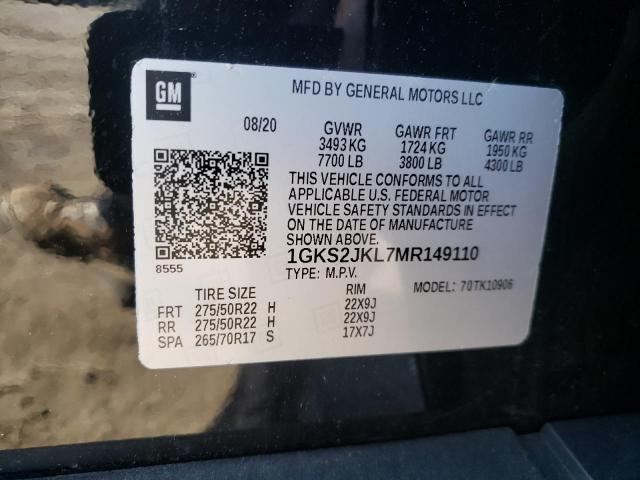 GM
MFD BY GENERAL MOTORS LLC
08/20 GVWR GAWR FRT GAWR RR
3493 KG 1724 KG 1950 KG
7700 LB 3800 LB 4300 LB
THIS VEHICLE CONFORMS TO ALL
APPLICABLE U.S. FEDERAL MOTOR
VEHICLE SAFETY STANDARDS IN EFFECT
ON THE DATE OF MANUFACTURE
SHOWN ABOVE.
8555 1GKS2JKL7MR149110
TYPE: M.P.V. MODEL: 70TK10906
TIRE SIZE RIM
FRT 275/50R22 H 22X9J
RR 275/50R22 H 22X9J
SPA 265/70R17 S 17X7J